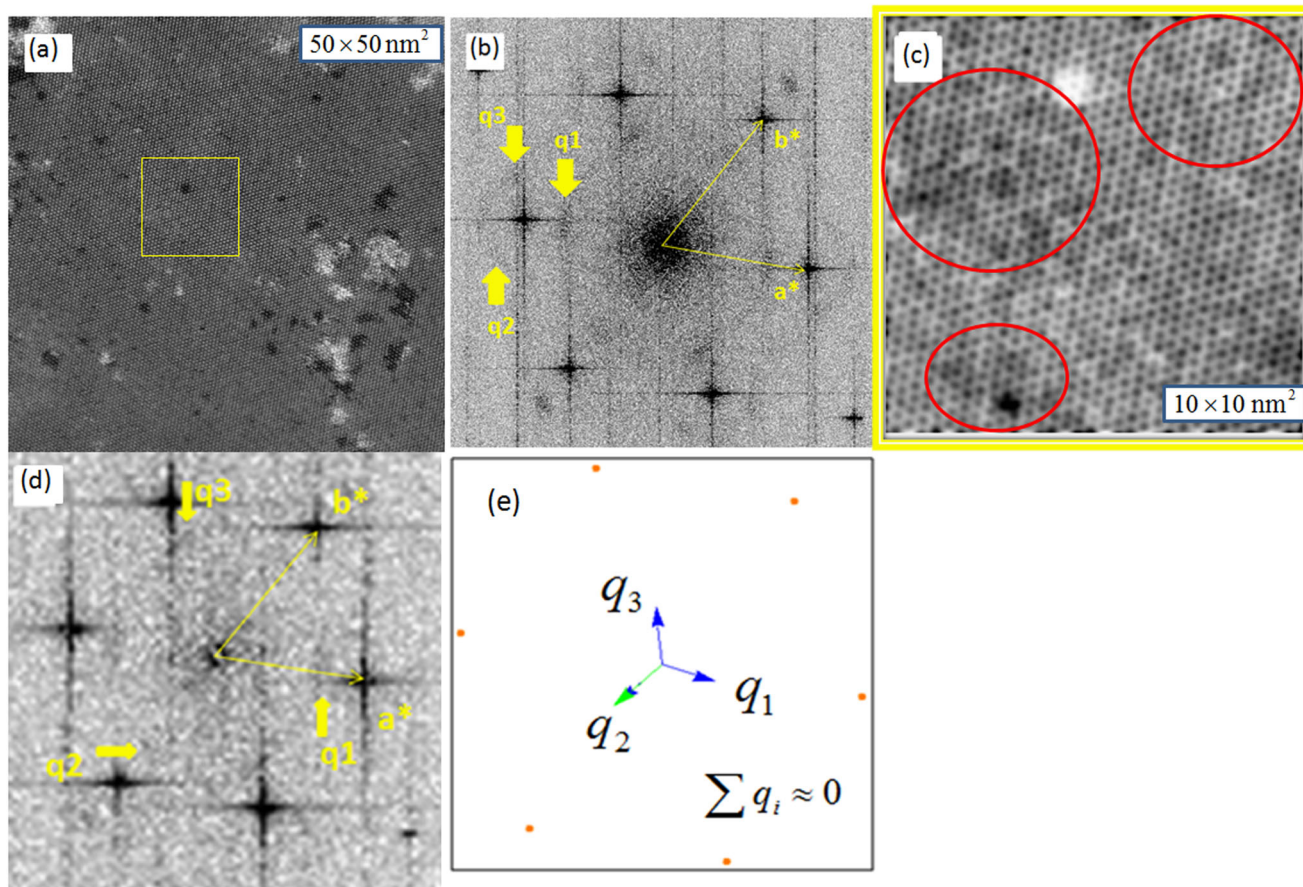 (a)
50 × 50 nm²
(b)
q3
q1
b*
a*
q2
(c)
10 × 10 nm²
(d)
q3
b*
a*
q1
q2
(e)
q₃
q₁
q₂
∑ qᵢ ≈ 0